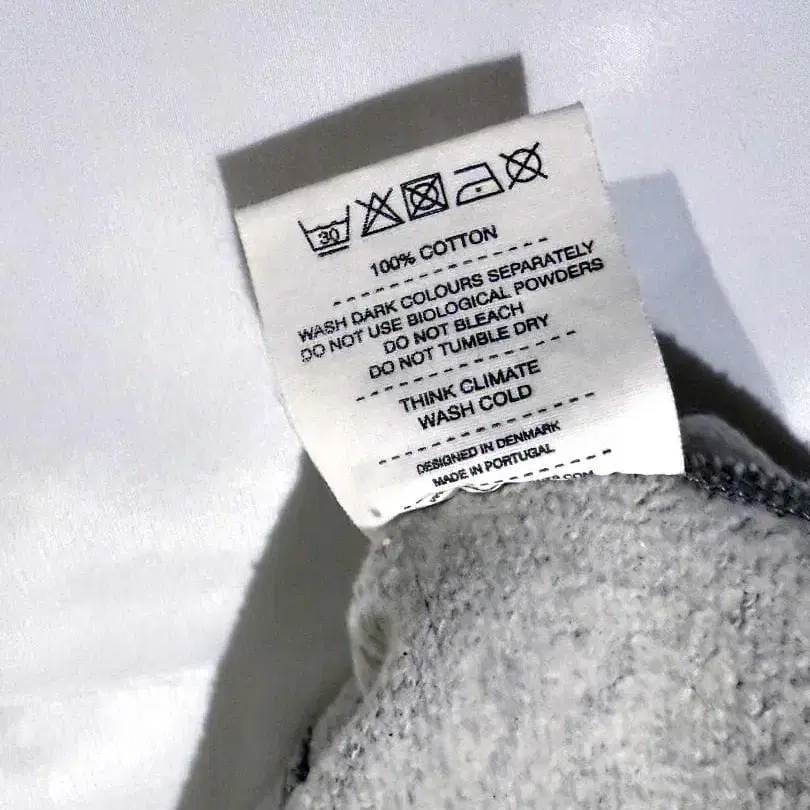 30
100% COTTON
WASH DARK COLOURS SEPARATELY
DO NOT USE BIOLOGICAL POWDERS
DO NOT BLEACH
DO NOT TUMBLE DRY
THINK CLIMATE
WASH COLD
DESIGNED IN DENMARK
MADE IN PORTUGAL